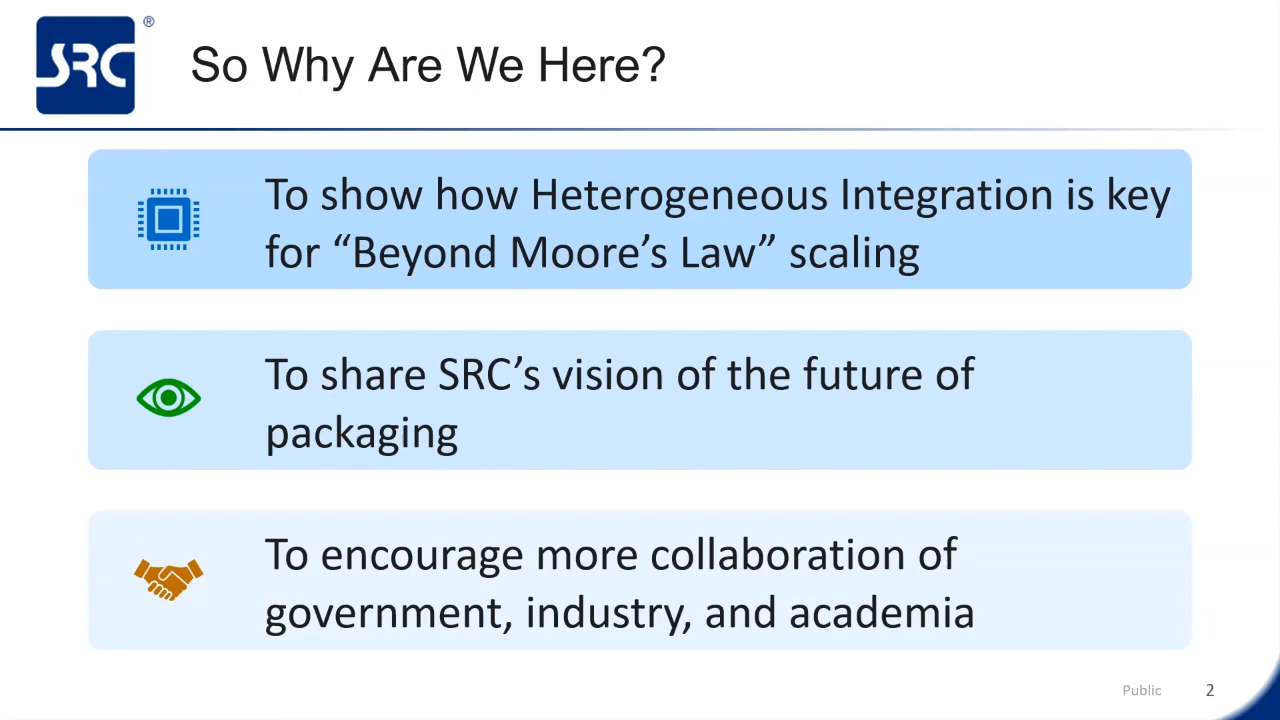 SRC ®
So Why Are We Here?
To show how Heterogeneous Integration is key
for “Beyond Moore’s Law” scaling
To share SRC’s vision of the future of
packaging
To encourage more collaboration of
government, industry, and academia
Public 2